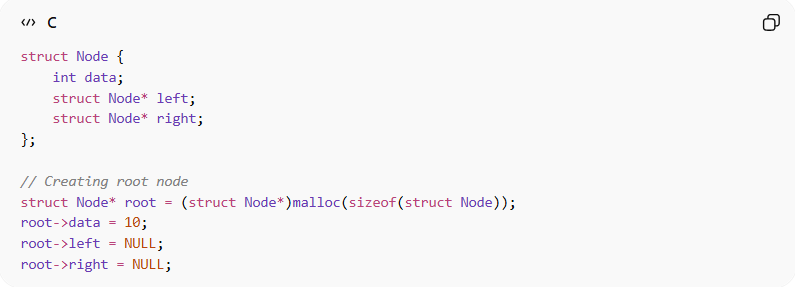 </> C
struct Node {
    int data;
    struct Node* left;
    struct Node* right;
};

// Creating root node
struct Node* root = (struct Node*)malloc(sizeof(struct Node));
root->data = 10;
root->left = NULL;
root->right = NULL;